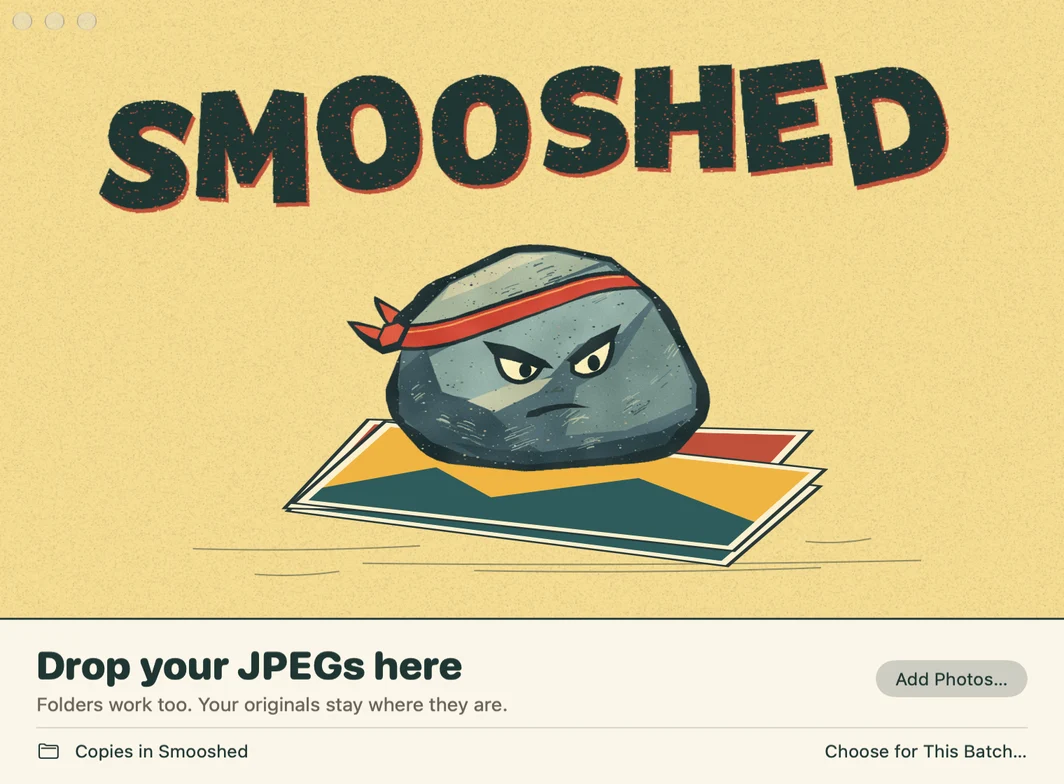 SMOOSHED
Drop your JPEGs here
Add Photos...
Folders work too. Your originals stay where they are.
Copies in Smooshed
Choose for This Batch...